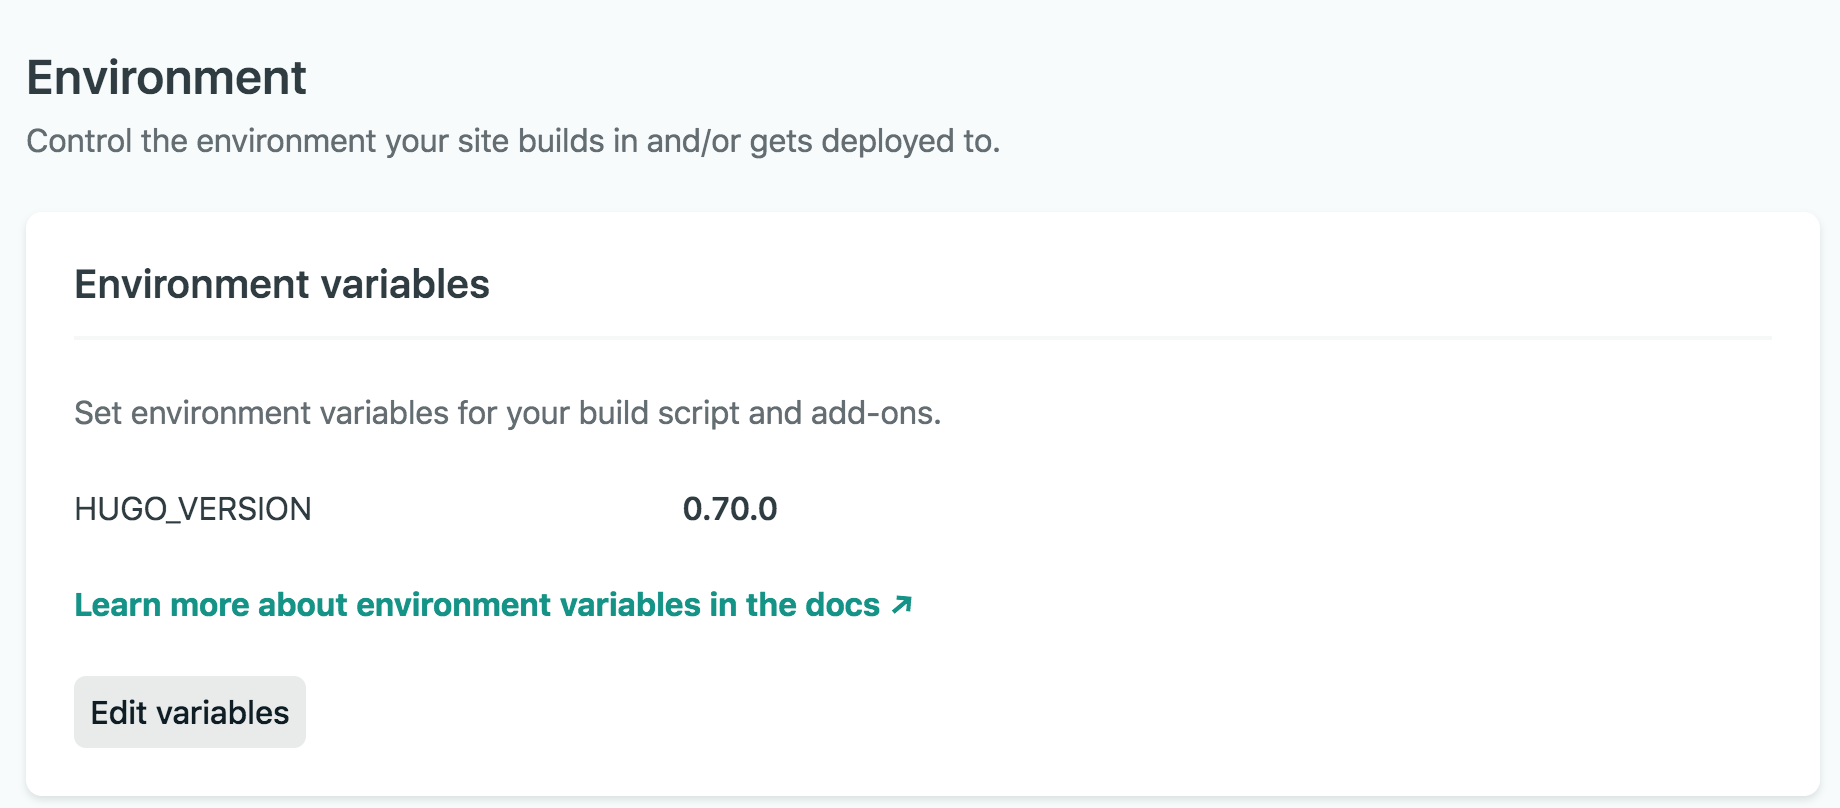 Environment
Control the environment your site builds in and/or gets deployed to.
Environment variables
Set environment variables for your build script and add-ons.
HUGO_VERSION 0.70.0
Learn more about environment variables in the docs ↗
Edit variables